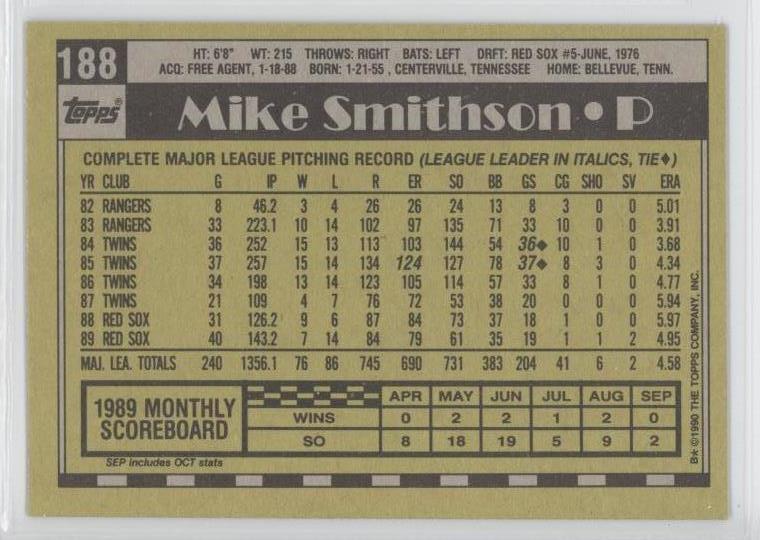 188
HT: 6'8" WT: 215 THROWS: RIGHT BATS: LEFT DRFT: RED SOX #5-JUNE, 1976
ACQ: FREE AGENT, 1-18-88 BORN: 1-21-55 , CENTERVILLE, TENNESSEE HOME: BELLEVUE, TENN.
topps®
Mike Smithson • P
COMPLETE MAJOR LEAGUE PITCHING RECORD (LEAGUE LEADER IN ITALICS, TIE♦)
YR CLUB G IP W L R ER SO BB GS CG SHO SV ERA
82 RANGERS 8 46.2 3 4 26 26 24 13 8 3 0 0 5.01
83 RANGERS 33 223.1 10 14 102 97 135 71 33 10 0 0 3.91
84 TWINS 36 252 15 13 113 103 144 54 36♦ 10 1 0 3.68
85 TWINS 37 257 15 14 134 124 127 78 37♦ 8 3 0 4.34
86 TWINS 34 198 13 14 123 105 114 57 33 8 1 0 4.77
87 TWINS 21 109 4 7 76 72 53 38 20 0 0 0 5.94
88 RED SOX 31 126.2 9 6 87 84 73 37 18 1 0 0 5.97
89 RED SOX 40 143.2 7 14 84 79 61 35 19 1 1 2 4.95
MAJ. LEA. TOTALS 240 1356.1 76 86 745 690 731 383 204 41 6 2 4.58
1989 MONTHLY
SCOREBOARD
APR MAY JUN JUL AUG SEP
WINS 0 2 2 1 2 0
SO 8 18 19 5 9 2
SEP includes OCT stats
B★ ©1990 THE TOPPS COMPANY, INC.